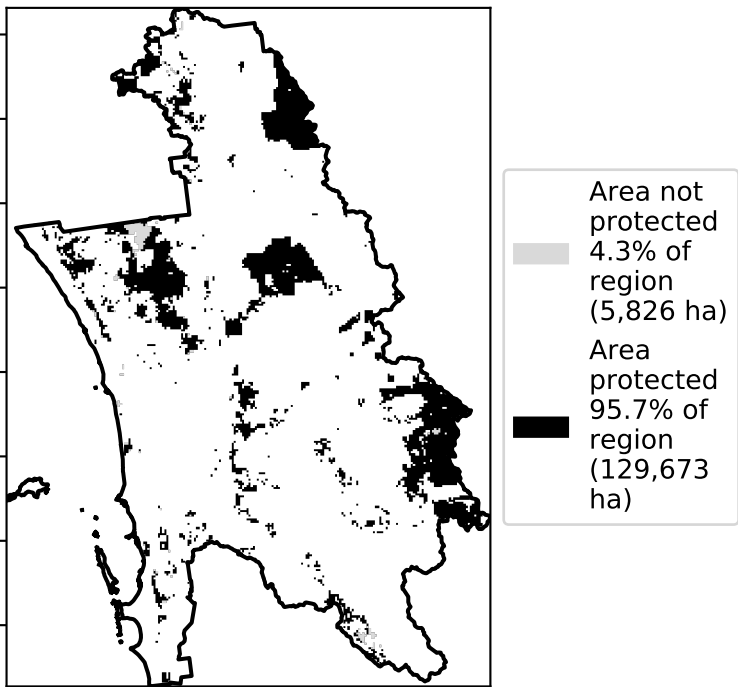 Area not
protected
4.3% of
region
(5,826 ha)
Area
protected
95.7% of
region
(129,673
ha)